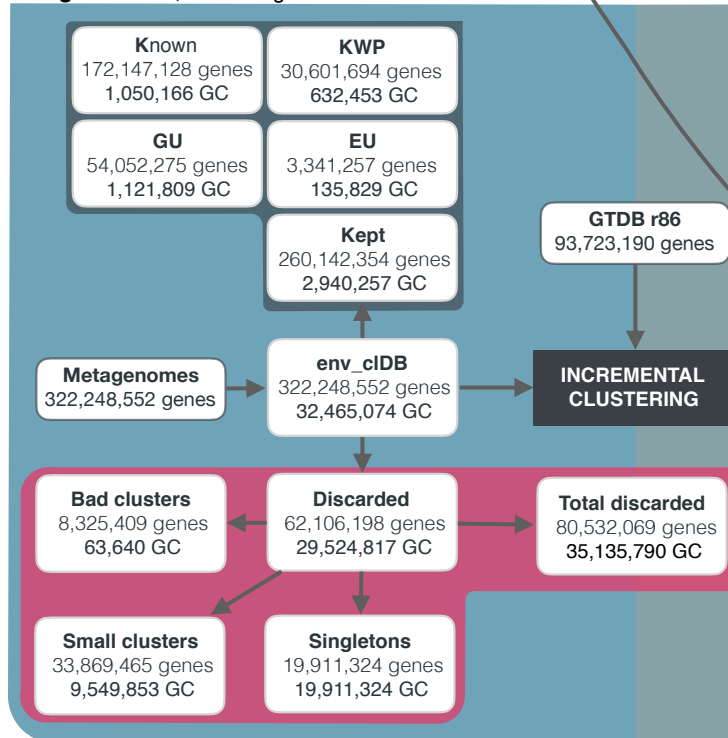 Known
172,147,128 genes
1,050,166 GC
KWP
30,601,694 genes
632,453 GC
GU
54,052,275 genes
1,121,809 GC
EU
3,341,257 genes
135,829 GC
Kept
260,142,354 genes
2,940,257 GC
GTDB r86
93,723,190 genes
Metagenomes
322,248,552 genes
env_clDB
322,248,552 genes
32,465,074 GC
INCREMENTAL
CLUSTERING
Bad clusters
8,325,409 genes
63,640 GC
Discarded
62,106,198 genes
29,524,817 GC
Total discarded
80,532,069 genes
35,135,790 GC
Small clusters
33,869,465 genes
9,549,853 GC
Singletons
19,911,324 genes
19,911,324 GC